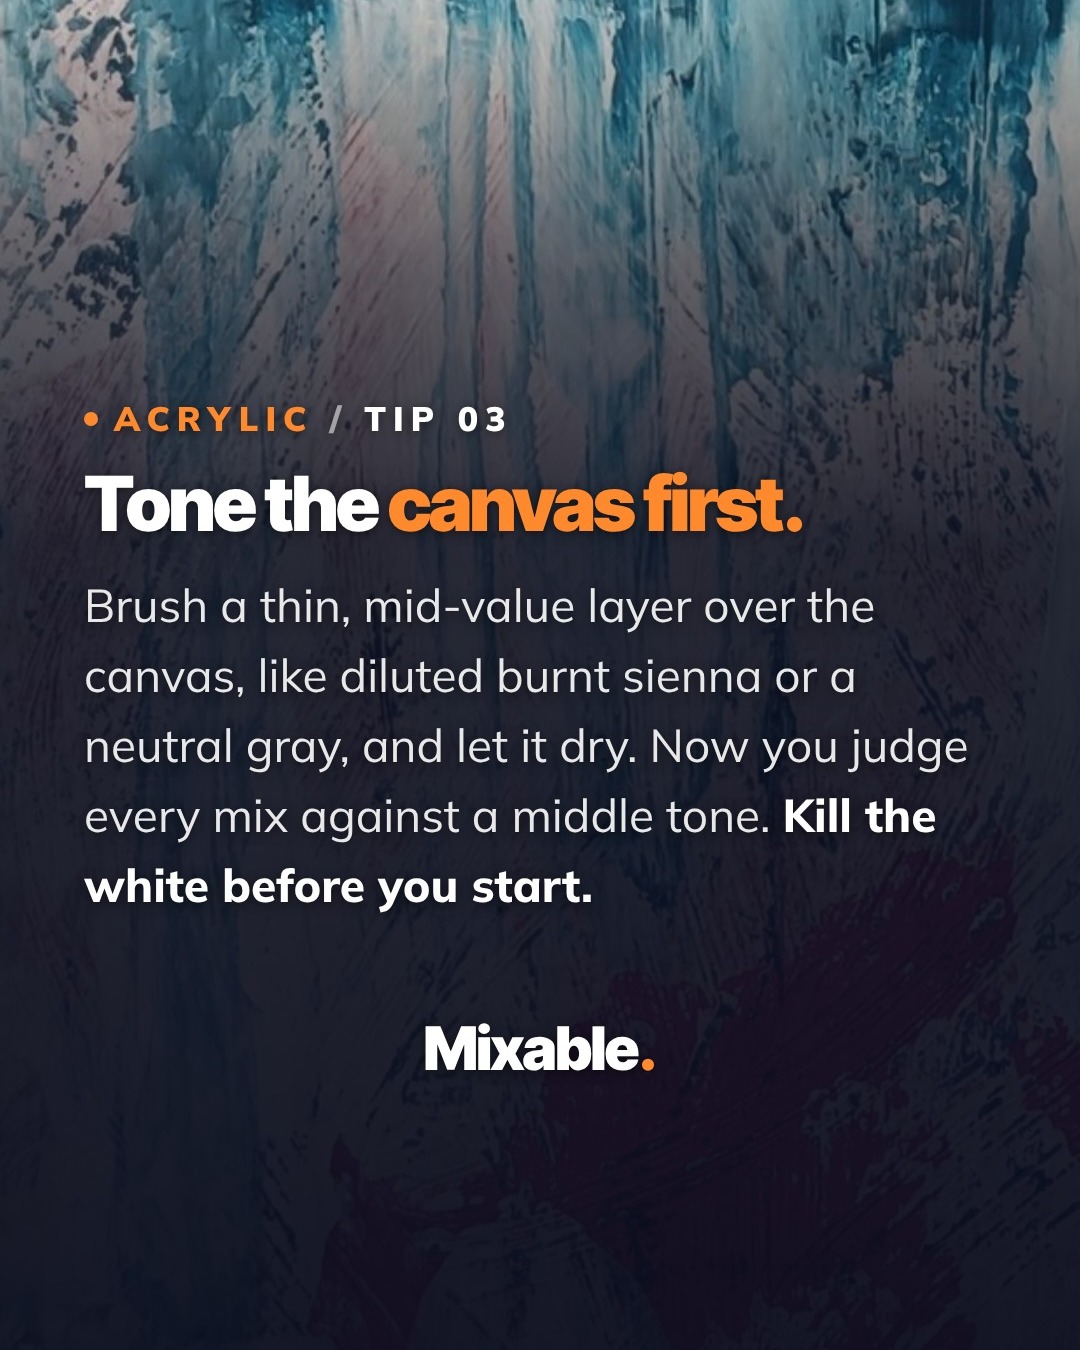 • ACRYLIC / TIP 03
Tone the canvas first.
Brush a thin, mid-value layer over the
canvas, like diluted burnt sienna or a
neutral gray, and let it dry. Now you judge
every mix against a middle tone. Kill the
white before you start.
Mixable.